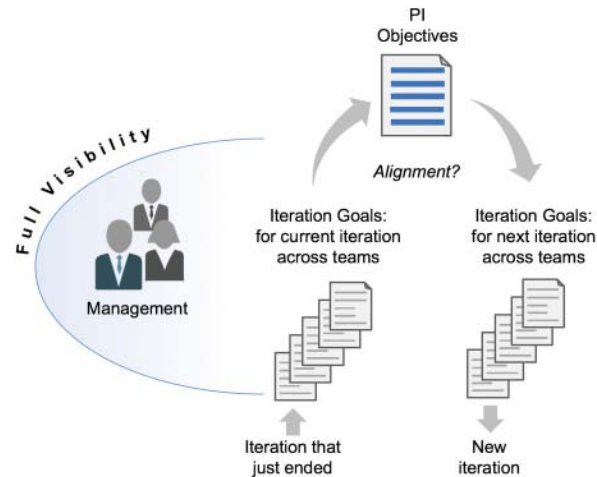 PI
Objectives
Full Visibility
Alignment?
Management
Iteration Goals:
for current iteration
across teams
Iteration Goals:
for next iteration
across teams
Iteration that
just ended
New
iteration